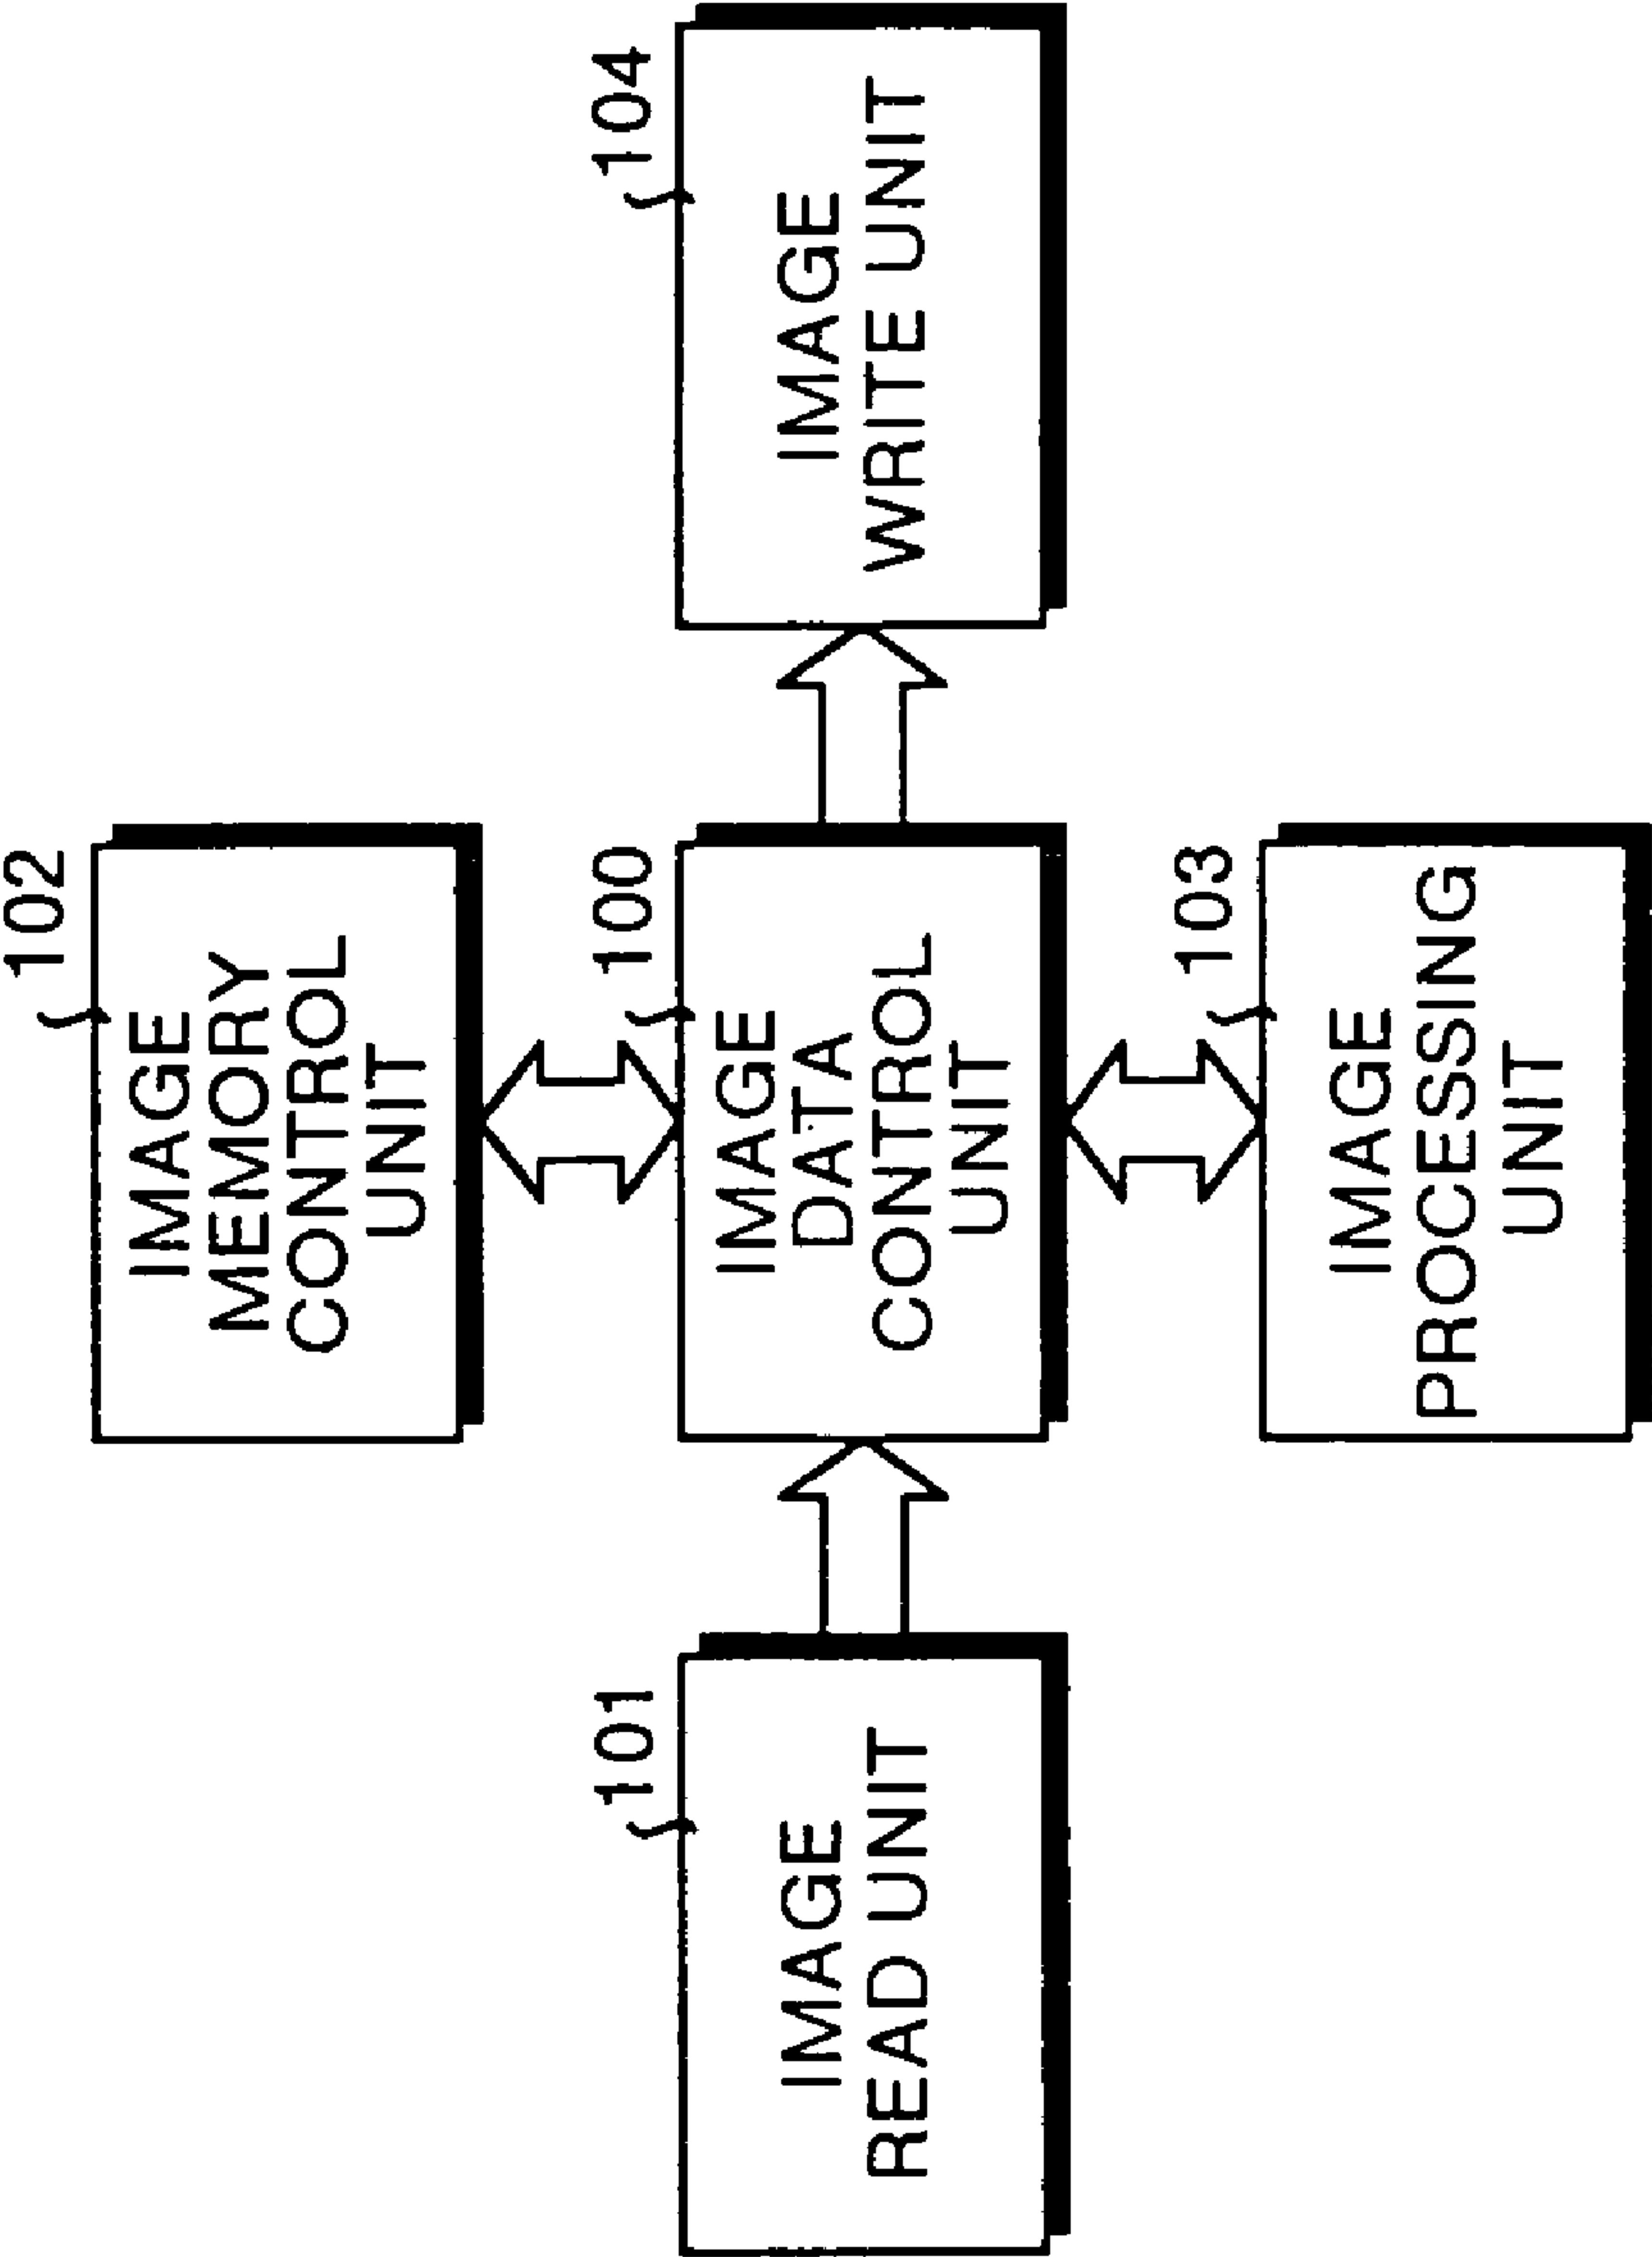 102
IMAGE
MEMORY
CONTROL
UNIT
101
IMAGE
READ UNIT
100
IMAGE
DATA
CONTROL
UNIT
104
IMAGE
WRITE UNIT
103
IMAGE
PROCESSING
UNIT